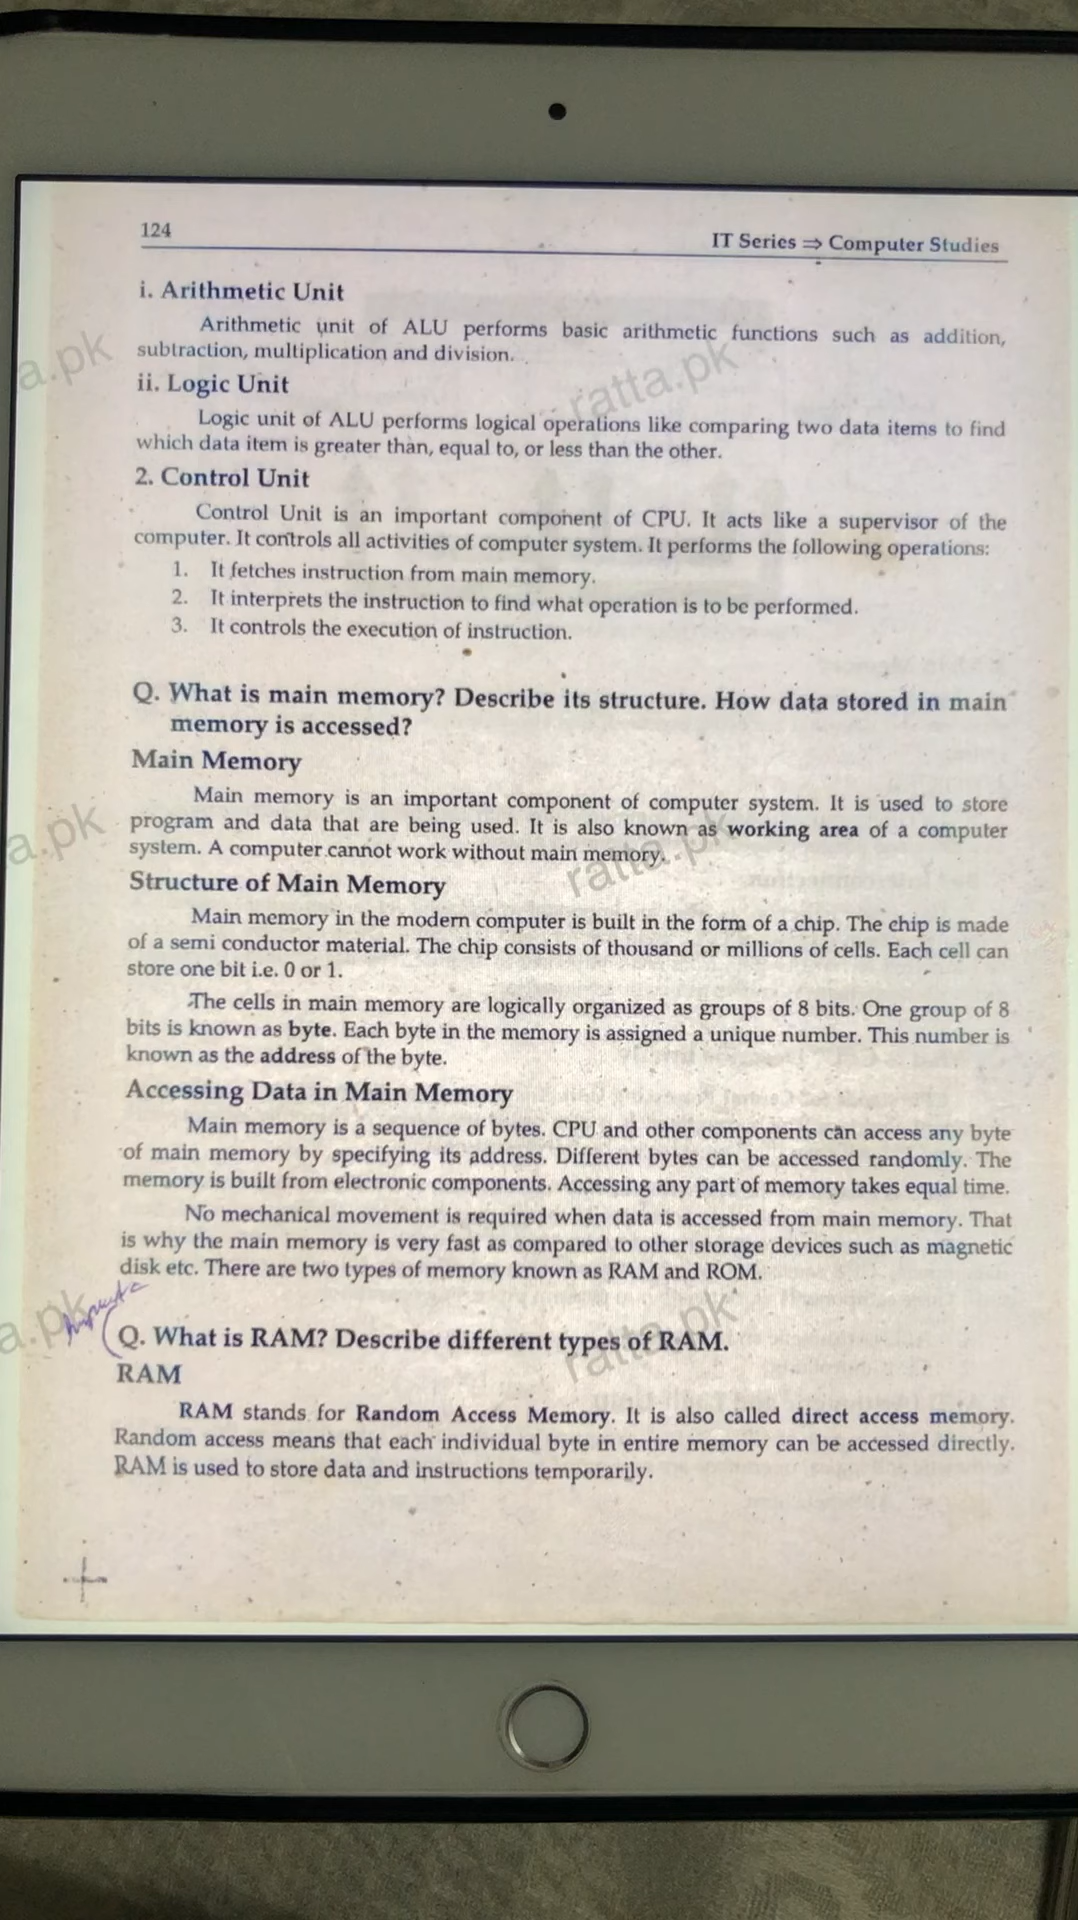 124
IT Series ⇒ Computer Studies
i. Arithmetic Unit
Arithmetic unit of ALU performs basic arithmetic functions such as addition,
subtraction, multiplication and division.
ii. Logic Unit
Logic unit of ALU performs logical operations like comparing two data items to find
which data item is greater than, equal to, or less than the other.
2. Control Unit
Control Unit is an important component of CPU. It acts like a supervisor of the
computer. It controls all activities of computer system. It performs the following operations:
1. It fetches instruction from main memory.
2. It interprets the instruction to find what operation is to be performed.
3. It controls the execution of instruction.
Q. What is main memory? Describe its structure. How data stored in main
memory is accessed?
Main Memory
Main memory is an important component of computer system. It is used to store
program and data that are being used. It is also known as working area of a computer
system. A computer cannot work without main memory.
Structure of Main Memory
Main memory in the modern computer is built in the form of a chip. The chip is made
of a semi conductor material. The chip consists of thousand or millions of cells. Each cell can
store one bit i.e. 0 or 1.
The cells in main memory are logically organized as groups of 8 bits. One group of 8
bits is known as byte. Each byte in the memory is assigned a unique number. This number is
known as the address of the byte.
Accessing Data in Main Memory
Main memory is a sequence of bytes. CPU and other components can access any byte
of main memory by specifying its address. Different bytes can be accessed randomly. The
memory is built from electronic components. Accessing any part of memory takes equal time.
No mechanical movement is required when data is accessed from main memory. That
is why the main memory is very fast as compared to other storage devices such as magnetic
disk etc. There are two types of memory known as RAM and ROM.
Q. What is RAM? Describe different types of RAM.
RAM
RAM stands for Random Access Memory. It is also called direct access memory.
Random access means that each individual byte in entire memory can be accessed directly.
RAM is used to store data and instructions temporarily.
a.pk
ratta.pk
a.pk
ratta.pk
a.pk
ratta.pk